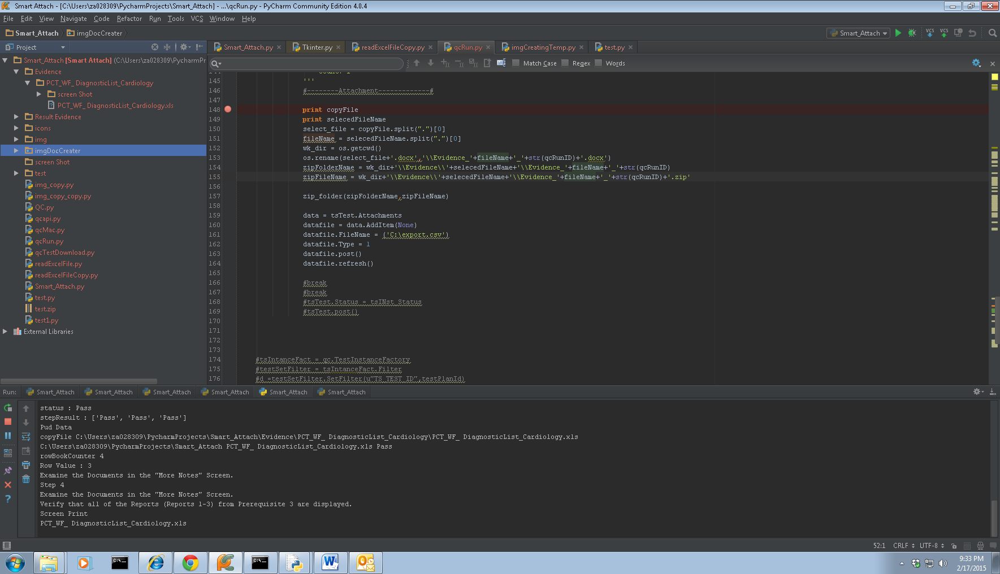 Smart Attach - [C:\Users\za028309\PycharmProjects\Smart_Attach] - ...\qcRun.py - PyCharm Community Edition 4.0.4
File Edit View Navigate Code Refactor Run Tools VCS Window Help
Smart_Attach imgDocCreater Smart_Attach VCS VCS
Project
Smart_Attach.py Tkinter.py readExcelFileCopy.py qcRun.py imgCreatingTemp.py test.py
Match Case Regex Words
Smart_Attach [Smart Attach] (C:\Users\za028309\PycharmPr
Evidence
PCT_WF_ DiagnosticList_Cardiology
screen Shot
PCT_WF_ DiagnosticList_Cardiology.xls
Result Evidence
icons
img
imgDocCreater
screen Shot
test
img_copy.py
img_copy_copy.py
QC.py
qcapi.py
qcMac.py
qcRun.py
qcTestDownload.py
readExcelFile.py
readExcelFileCopy.py
Smart_Attach.py
test.py
test.zip
test1.py
External Libraries
145 '''
146 #--------Attachment-------------#
147
148 print copyFile
149 print selecedFileName
150 select_file = copyFile.split(".")[0]
151 fileName = selecedFileName.split(".")[0]
152 wk_dir = os.getcwd()
153 os.rename(select_file+'.docx','\\Evidence_'+fileName+'_'+str(qcRunID)+'.docx')
154 zipFolderName = wk_dir+'\\Evidence\\'+selecedFileName+'\\Evidence_'+fileName+'_'+str(qcRunID)
155 zipFileName = wk_dir+'\\Evidence\\'+selecedFileName+'\\Evidence_'+fileName+'_'+str(qcRunID)+'.zip'
156
157 zip_folder(zipFolderName,zipFileName)
158
159 data = tsTest.Attachments
160 datafile = data.AddItem(None)
161 datafile.FileName = ('C:\export.csv')
162 datafile.Type = 1
163 datafile.post()
164 datafile.refresh()
165
166 #break
167 #break
168 #tsTest.Status = tsINst_Status
169 #tsTest.post()
170
171
172
173
174 #tsIntanceFact = qc.TestInstanceFactory
175 #testSetFilter = tsIntanceFact.Filter
176 #d =testSetFilter.SetFilter(u"TS_TEST_ID",testPlanId)
Run: Smart_Attach Smart_Attach Smart_Attach Smart_Attach Smart_Attach Smart_Attach
status : Pass
stepResult : ['Pass', 'Pass', 'Pass']
Pud Data
copyFile C:\Users\za028309\PycharmProjects\Smart_Attach\Evidence\PCT_WF_ DiagnosticList_Cardiology\PCT_WF_ DiagnosticList_Cardiology.xls
C:\Users\za028309\PycharmProjects\Smart_Attach PCT_WF_ DiagnosticList_Cardiology.xls Pass
rowBookCounter 4
Row Value : 3
Examine the Documents in the "More Notes" Screen.
Step 4
Examine the Documents in the "More Notes" Screen.
Verify that all of the Reports (Reports 1-3) from Prerequisite 3 are displayed.
Screen Print
PCT_WF_ DiagnosticList_Cardiology.xls
52:1 CRLF UTF-8
9:33 PM
2/17/2015